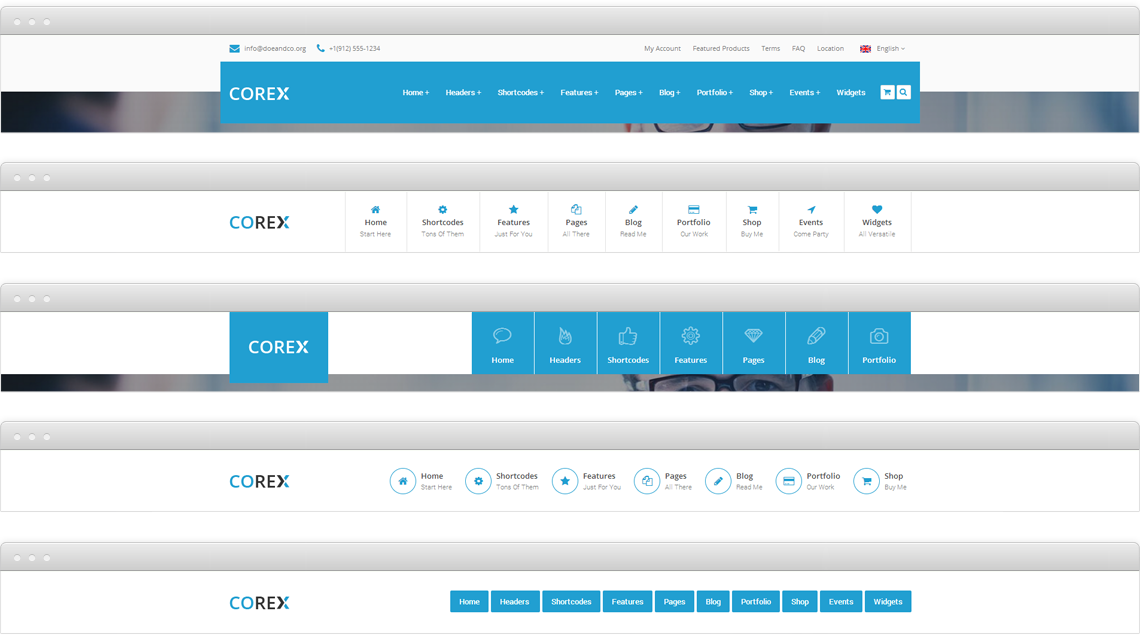 info@doeandco.org +1(912) 555-1234 My Account Featured Products Terms FAQ Location English
COREX Home + Headers + Shortcodes + Features + Pages + Blog + Portfolio + Shop + Events + Widgets
COREX Home Shortcodes Features Pages Blog Portfolio Shop Events Widgets
Start Here Tons Of Them Just For You All There Read Me Our Work Buy Me Come Party All Versatile
COREX
Home Headers Shortcodes Features Pages Blog Portfolio
COREX Home Shortcodes Features Pages Blog Portfolio Shop
Start Here Tons Of Them Just For You All There Read Me Our Work Buy Me
COREX Home Headers Shortcodes Features Pages Blog Portfolio Shop Events Widgets